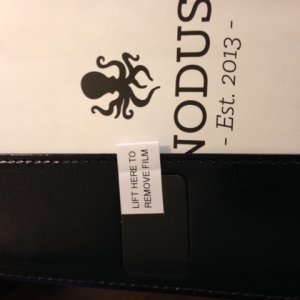 NODUS
- Est. 2013 -
LIFT HERE TO
REMOVE FILM